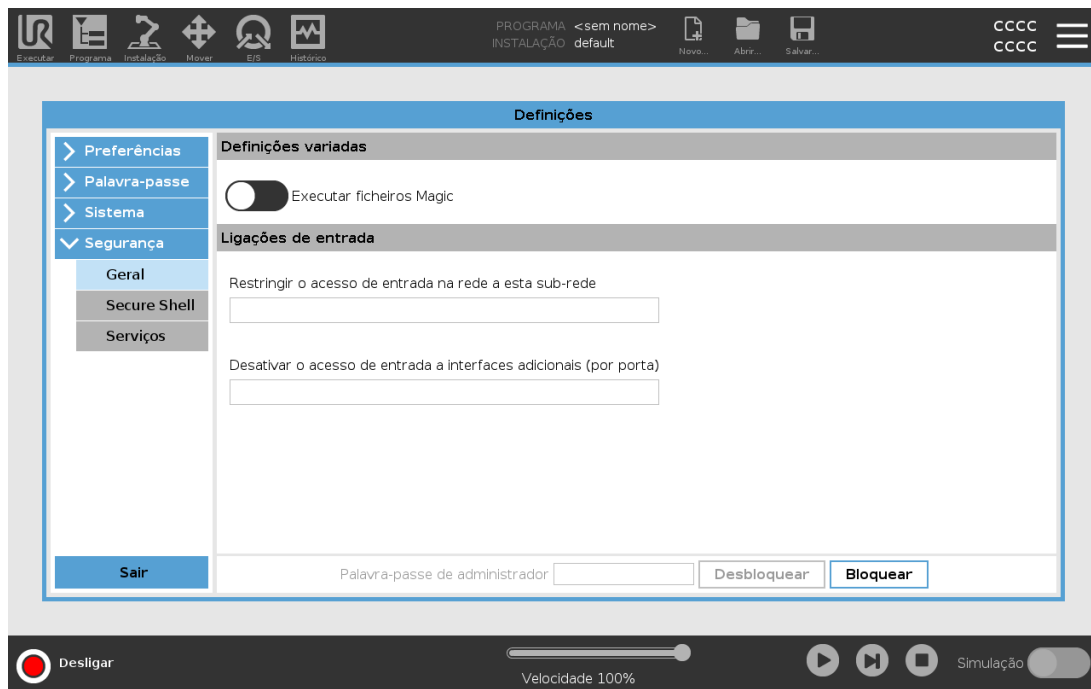 PROGRAMA <sem nome>
INSTALAÇÃO default
CCCC
CCCC
Executar Programa Instalação Mover E/S Histórico Novo... Abrir... Salvar...
Definições
Preferências
Palavra-passe
Sistema
Segurança
Geral
Secure Shell
Serviços
Sair
Definições variadas
Executar ficheiros Magic
Ligações de entrada
Restringir o acesso de entrada na rede a esta sub-rede
Desativar o acesso de entrada a interfaces adicionais (por porta)
Palavra-passe de administrador Desbloquear Bloquear
Desligar
Velocidade 100%
Simulação